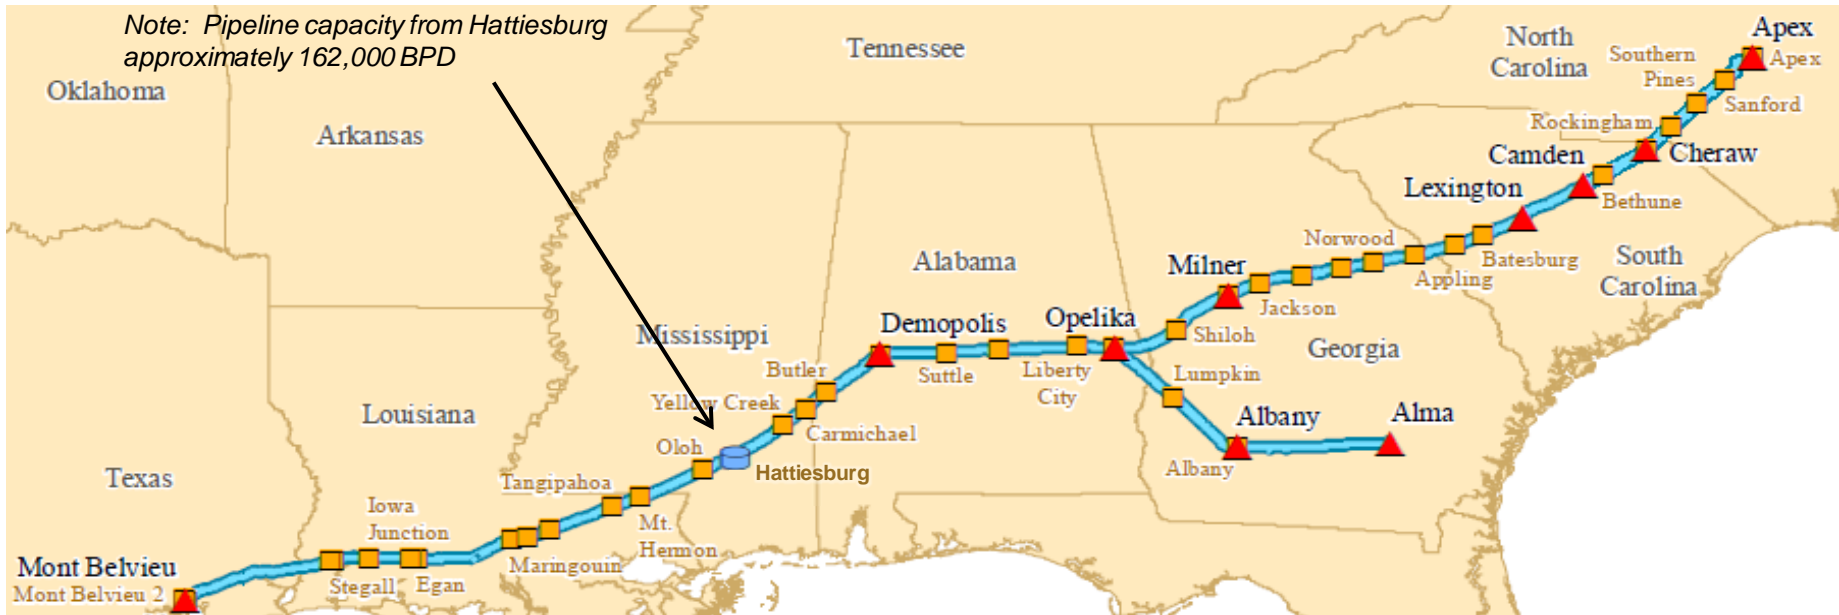 Note: Pipeline capacity from Hattiesburg
approximately 162,000 BPD
Oklahoma
Arkansas
Tennessee
North
Carolina
Southern
Pines
Apex
Apex
Sanford
Rockingham
Cheraw
Camden
Bethune
Lexington
Batesburg
South
Carolina
Norwood
Appling
Milner
Jackson
Shiloh
Georgia
Alabama
Opelika
Liberty
City
Lumpkin
Albany
Albany
Alma
Demopolis
Suttle
Mississippi
Butler
Yellow Creek
Carmichael
Oloh
Hattiesburg
Louisiana
Tangipahoa
Mt.
Hermon
Maringouin
Iowa
Junction
Egan
Stegall
Texas
Mont Belvieu
Mont Belvieu 2